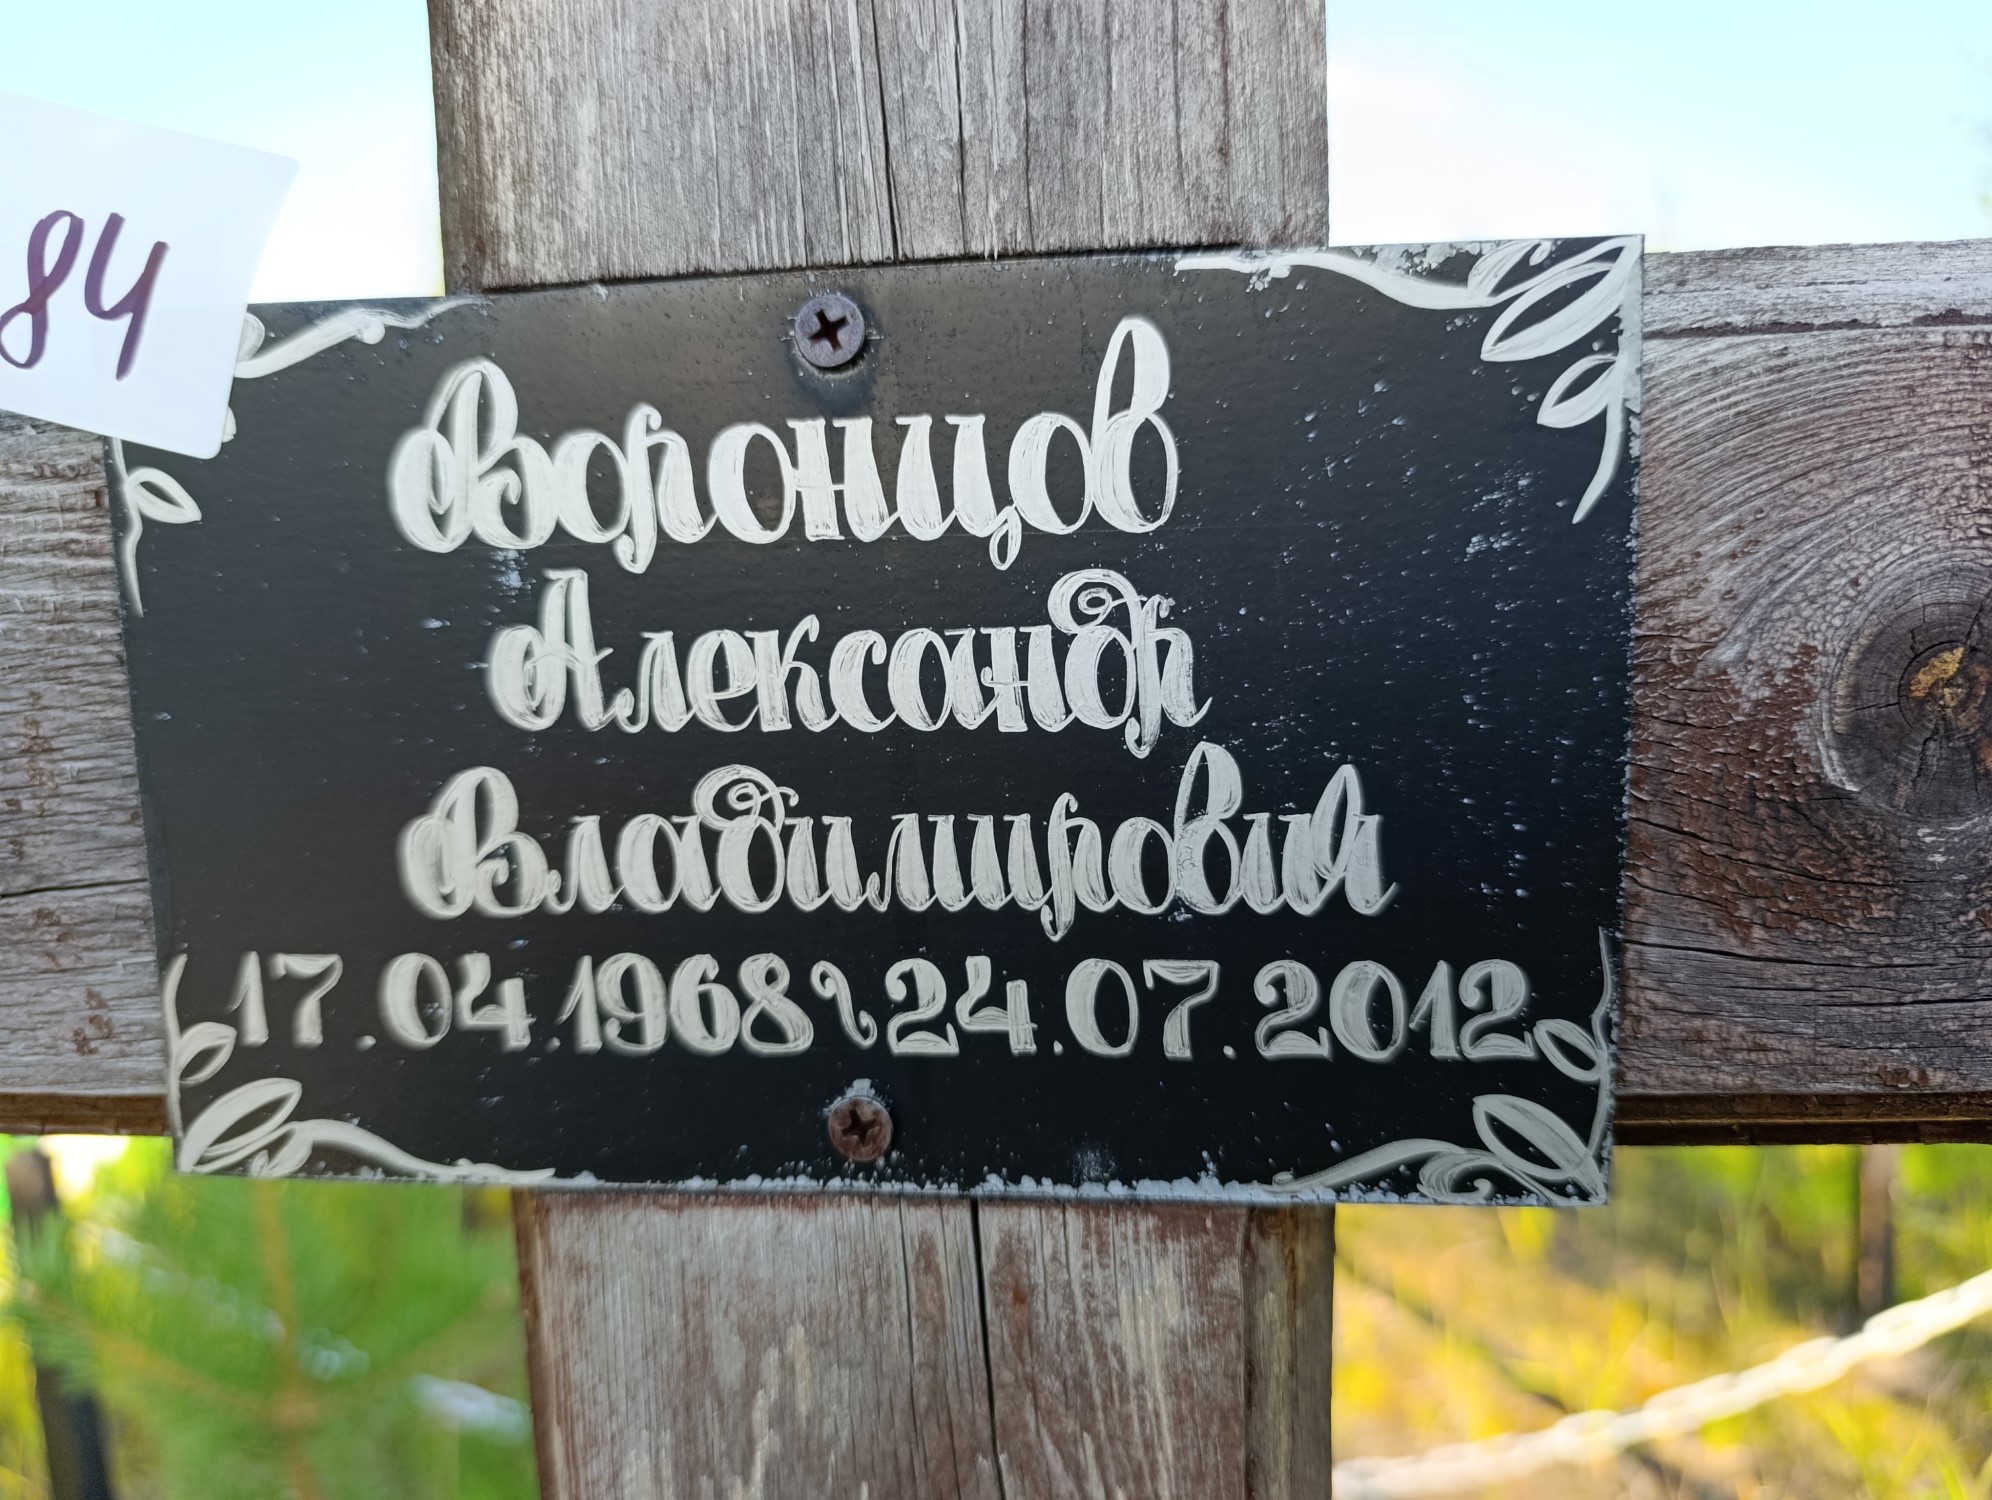 84
Воронцов
Александр
Владимирович
17.04.1968 24.07.2012